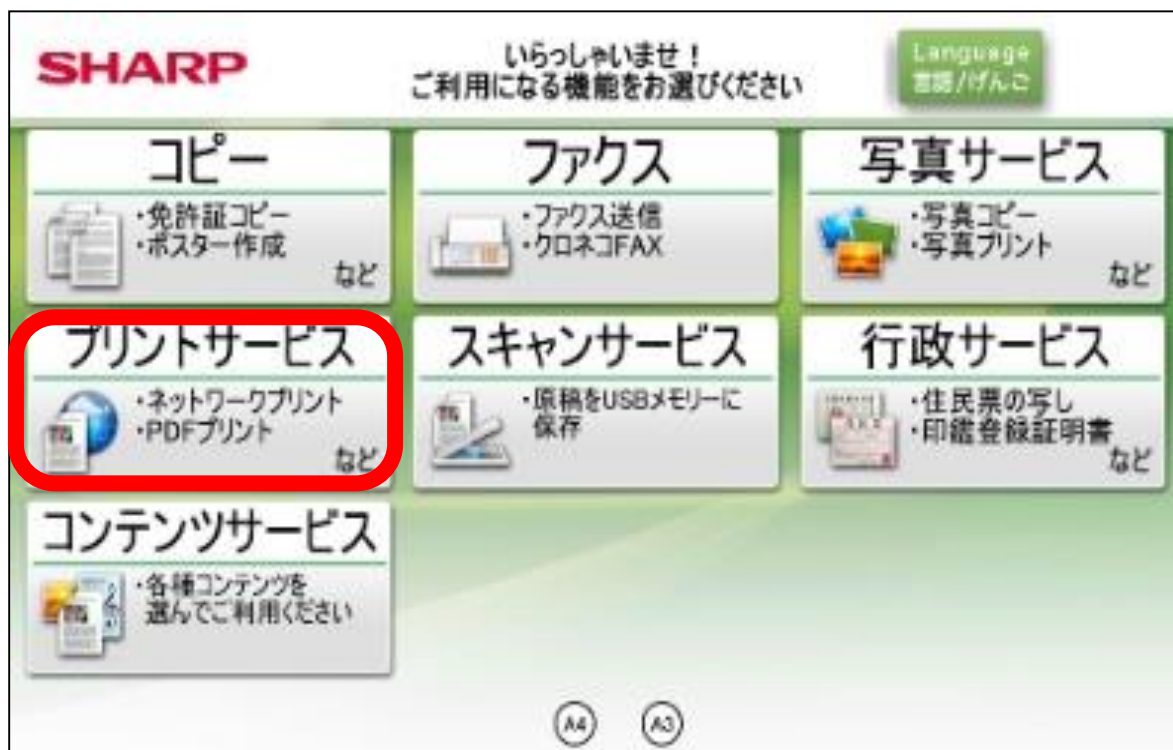 SHARP
いらっしゃいませ！
ご利用になる機能をお選びください
Language
言語/げんご
コピー
・免許証コピー
・ポスター作成
など
ファクス
・ファクス送信
・クロネコFAX
写真サービス
・写真コピー
・写真プリント
など
プリントサービス
・ネットワークプリント
・PDFプリント
など
スキャンサービス
・原稿をUSBメモリーに
保存
行政サービス
・住民票の写し
・印鑑登録証明書
など
コンテンツサービス
・各種コンテンツを
選んでご利用ください
A4
A3